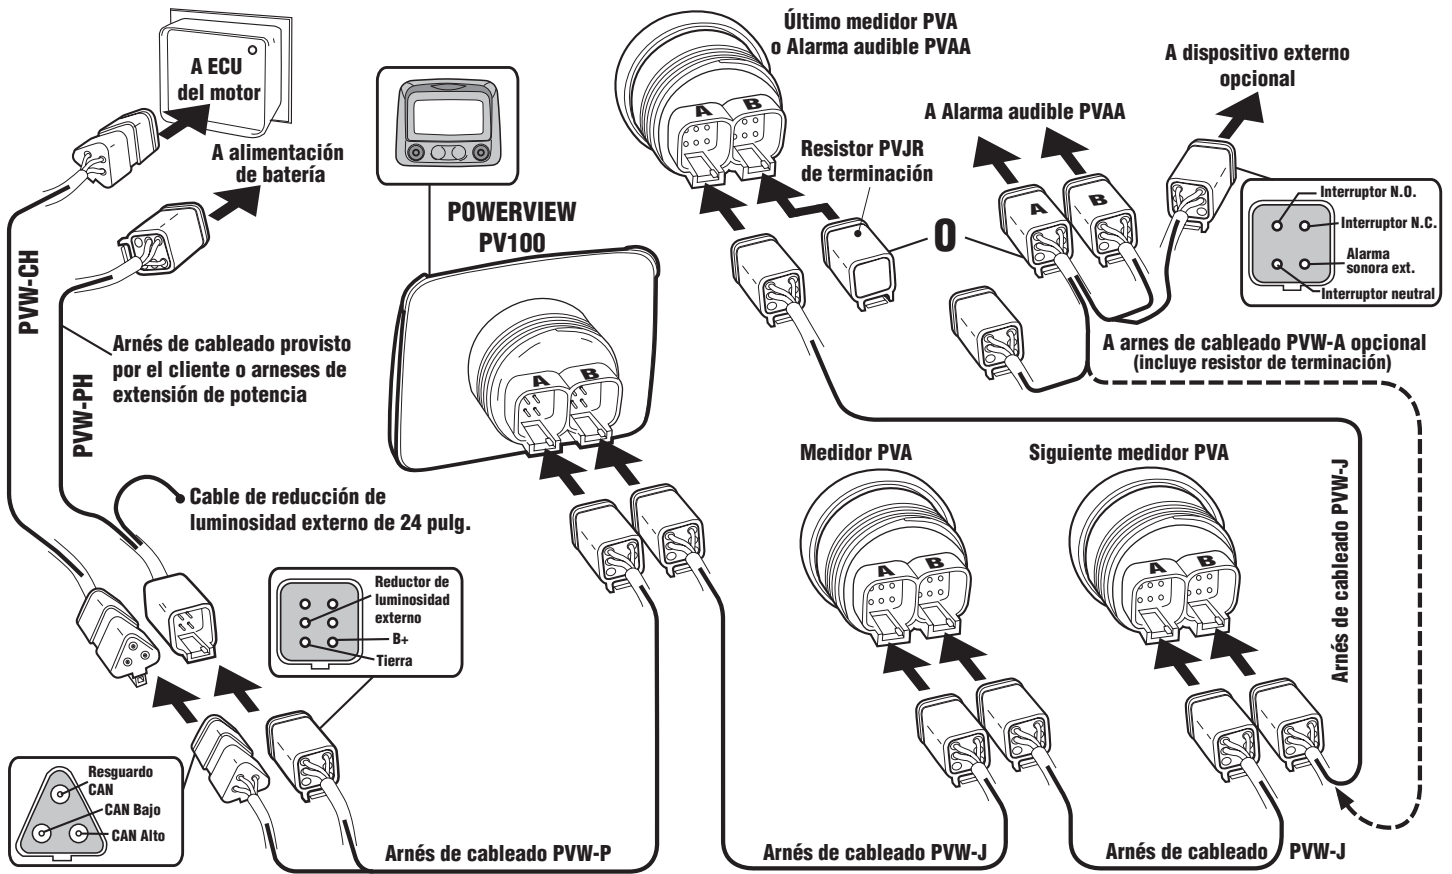 A ECU
del motor
A alimentación
de batería
PVW-CH
PVW-PH
Arnés de cableado provisto
por el cliente o arneses de
extensión de potencia
Cable de reducción de
luminosidad externo de 24 pulg.
Reductor de
luminosidad
externo
B+
Tierra
Resguardo
CAN
CAN Bajo
CAN Alto
POWERVIEW
PV100
A
B
Arnés de cableado PVW-P
Último medidor PVA
o Alarma audible PVAA
A
B
Resistor PVJR
de terminación
O
A Alarma audible PVAA
A
B
A dispositivo externo
opcional
Interruptor N.O.
Interruptor N.C.
Alarma
sonora ext.
Interruptor neutral
A arnes de cableado PVW-A opcional
(incluye resistor de terminación)
Medidor PVA
A
B
Siguiente medidor PVA
A
B
Arnés de cableado PVW-J
Arnés de cableado PVW-J
Arnés de cableado PVW-J